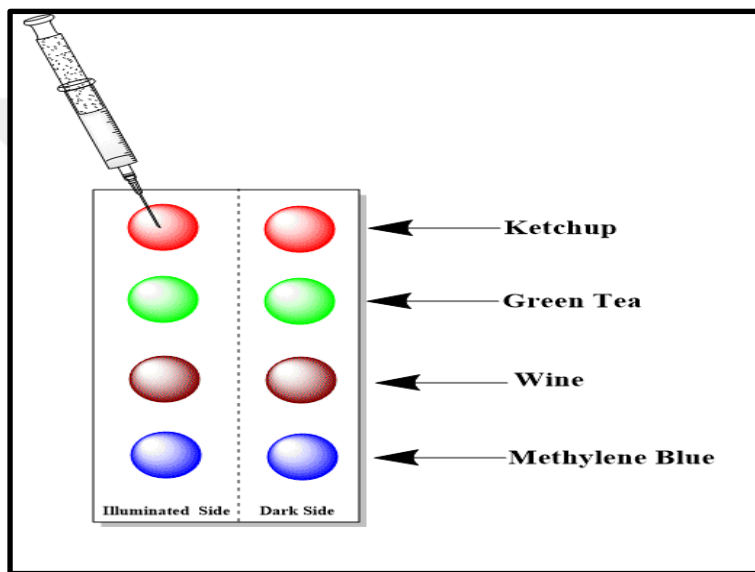 Ketchup
Green Tea
Wine
Methylene Blue
Illuminated Side Dark Side